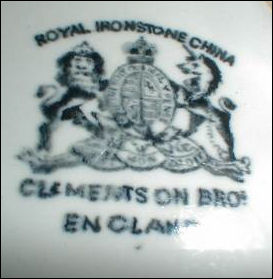 ROYAL IRONSTONE CHINA
CLEMENTSON BROS
ENGLAND